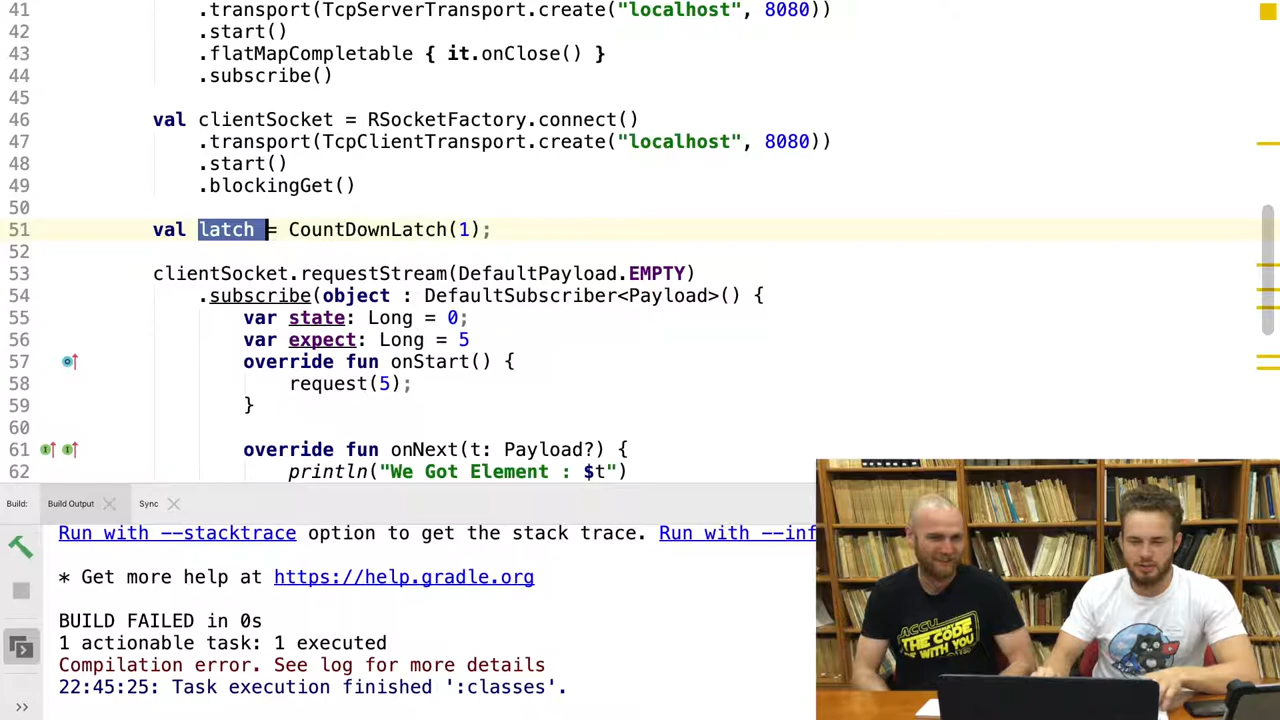 41 .transport(TcpServerTransport.create("localhost", 8080))
42 .start()
43 .flatMapCompletable { it.onClose() }
44 .subscribe()
45
46 val clientSocket = RSocketFactory.connect()
47 .transport(TcpClientTransport.create("localhost", 8080))
48 .start()
49 .blockingGet()
50
51 val latch = CountDownLatch(1);
52
53 clientSocket.requestStream(DefaultPayload.EMPTY)
54 .subscribe(object : DefaultSubscriber<Payload>() {
55 var state: Long = 0;
56 var expect: Long = 5
57 override fun onStart() {
58 request(5);
59 }
60
61 override fun onNext(t: Payload?) {
62 println("We Got Element : $t")
Build: Build Output Sync
Run with --stacktrace option to get the stack trace. Run with --inf
* Get more help at https://help.gradle.org
BUILD FAILED in 0s
1 actionable task: 1 executed
Compilation error. See log for more details
22:45:25: Task execution finished ':classes'.
ACCU
THE CODE
BE WITH YOU